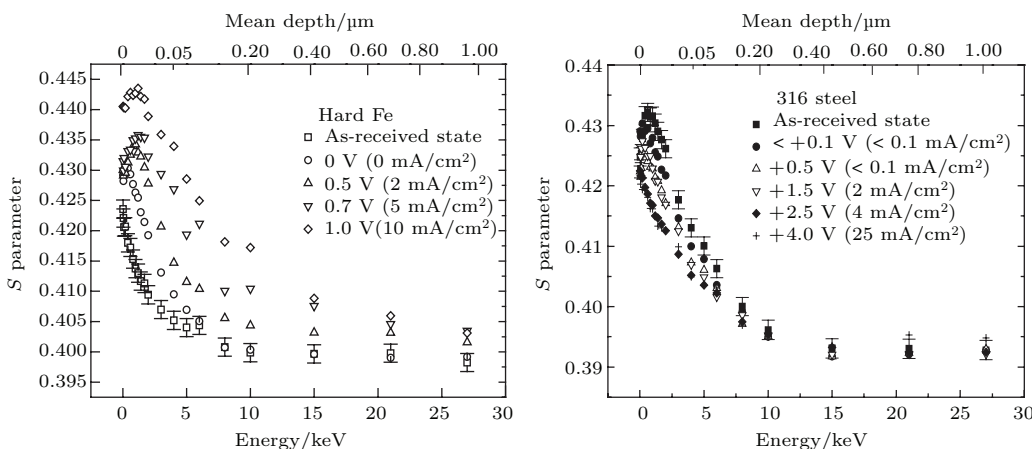 Mean depth/μm
0 0.05 0.20 0.40 0.60 1.00
0.445
0.440
0.435
0.430
0.425
0.420
0.415
0.410
0.405
0.400
0.395
S parameter
Hard Fe
As-received state
0 V (0 mA/cm²)
0.5 V (2 mA/cm²)
0.7 V (5 mA/cm²)
1.0 V(10 mA/cm²)
0 5 10 15 20 25 30
Energy/keV
Mean depth/μm
0 0.05 0.20 0.40 0.60 1.00
0.44
0.43
0.42
0.41
0.40
0.39
S parameter
316 steel
As-received state
< +0.1 V (< 0.1 mA/cm²)
+0.5 V (< 0.1 mA/cm²)
+1.5 V (2 mA/cm²)
+2.5 V (4 mA/cm²)
+4.0 V (25 mA/cm²)
0 5 10 15 20 25 30
Energy/keV